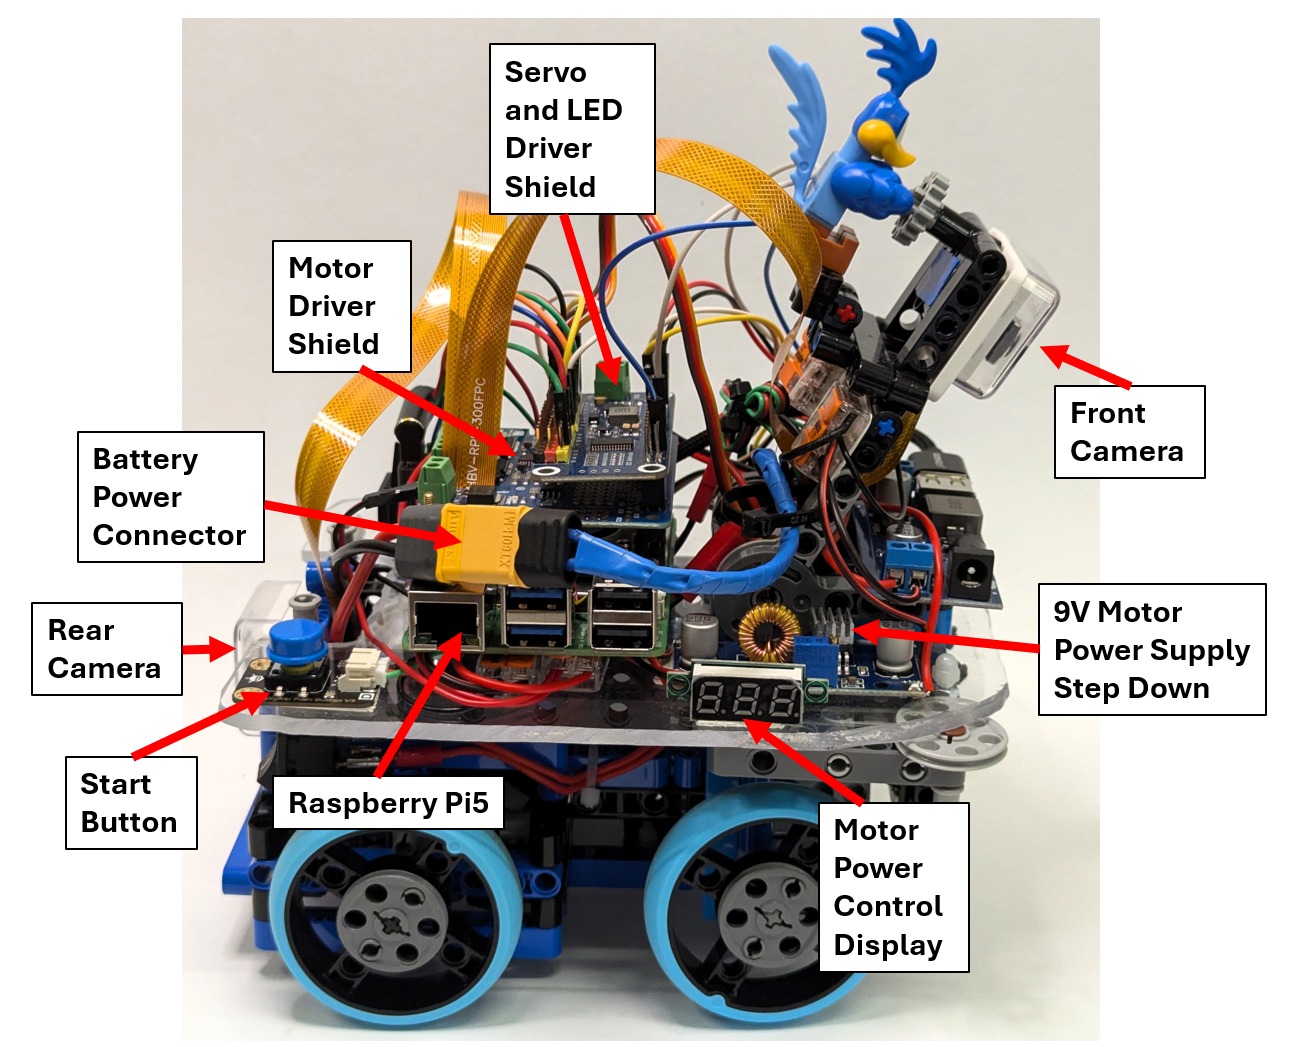 Servo
and LED
Driver
Shield
Motor
Driver
Shield
Battery
Power
Connector
Rear
Camera
Start
Button
Raspberry Pi5
Front
Camera
9V Motor
Power Supply
Step Down
Motor
Power
Control
Display